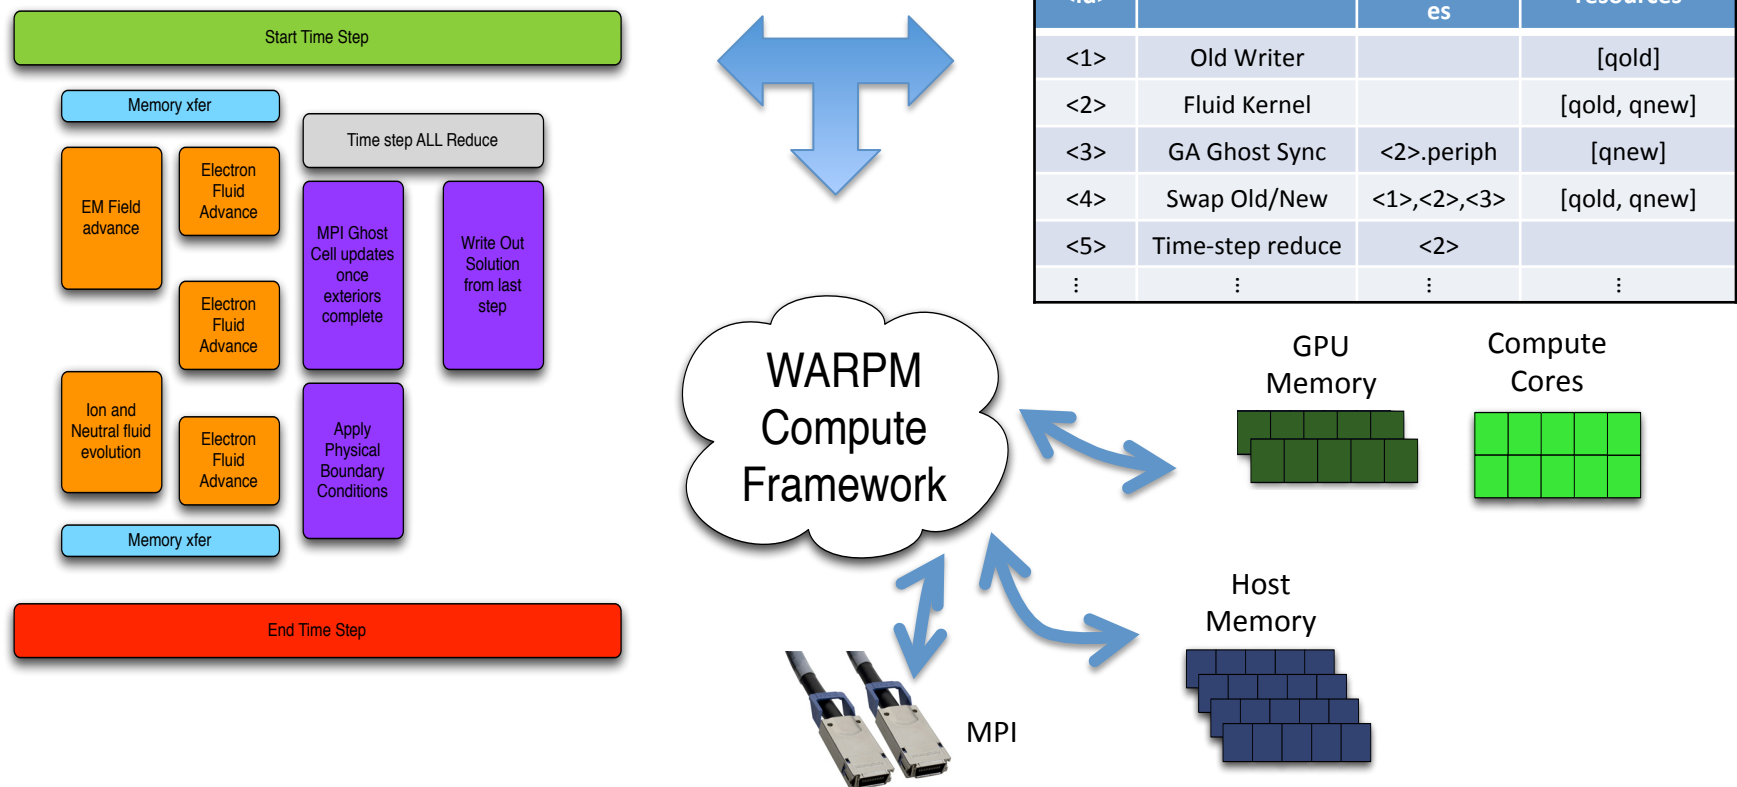 Start Time Step
Memory xfer
EM Field
advance
Electron
Fluid
Advance
Electron
Fluid
Advance
Ion and
Neutral fluid
evolution
Electron
Fluid
Advance
Memory xfer
Time step ALL Reduce
MPI Ghost
Cell updates
once
exteriors
complete
Write Out
Solution
from last
step
Apply
Physical
Boundary
Conditions
End Time Step
es
<1> Old Writer [qold]
<2> Fluid Kernel [qold, qnew]
<3> GA Ghost Sync <2>.periph [qnew]
<4> Swap Old/New <1>,<2>,<3> [qold, qnew]
<5> Time-step reduce <2>
⋮ ⋮ ⋮ ⋮
WARPM
Compute
Framework
GPU
Memory
Compute
Cores
Host
Memory
MPI